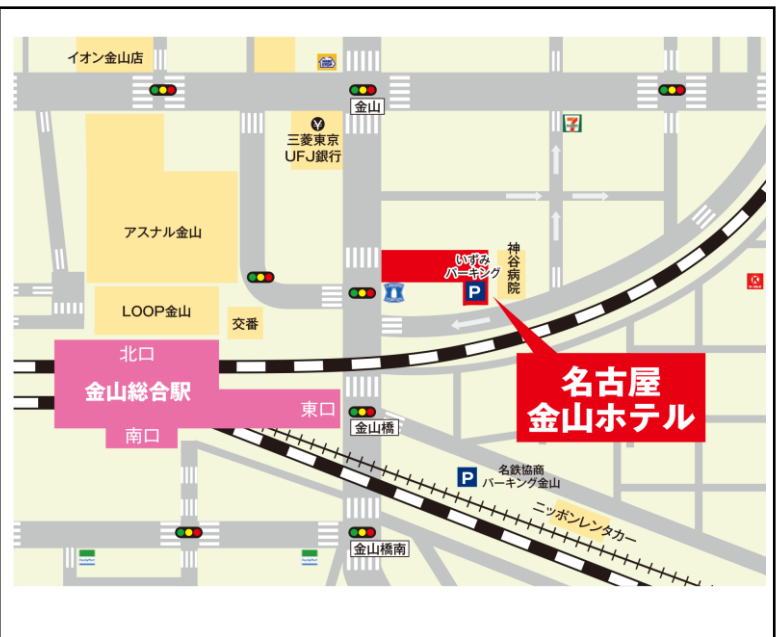 イオン金山店
金山
¥
三菱東京
UFJ銀行
7
アスナル金山
いずみ
パーキング
P
神谷病院
LOOP金山
交番
北口
金山総合駅
東口
南口
名古屋
金山ホテル
金山橋
P
名鉄協商
パーキング金山
ニッポンレンタカー
金山橋南